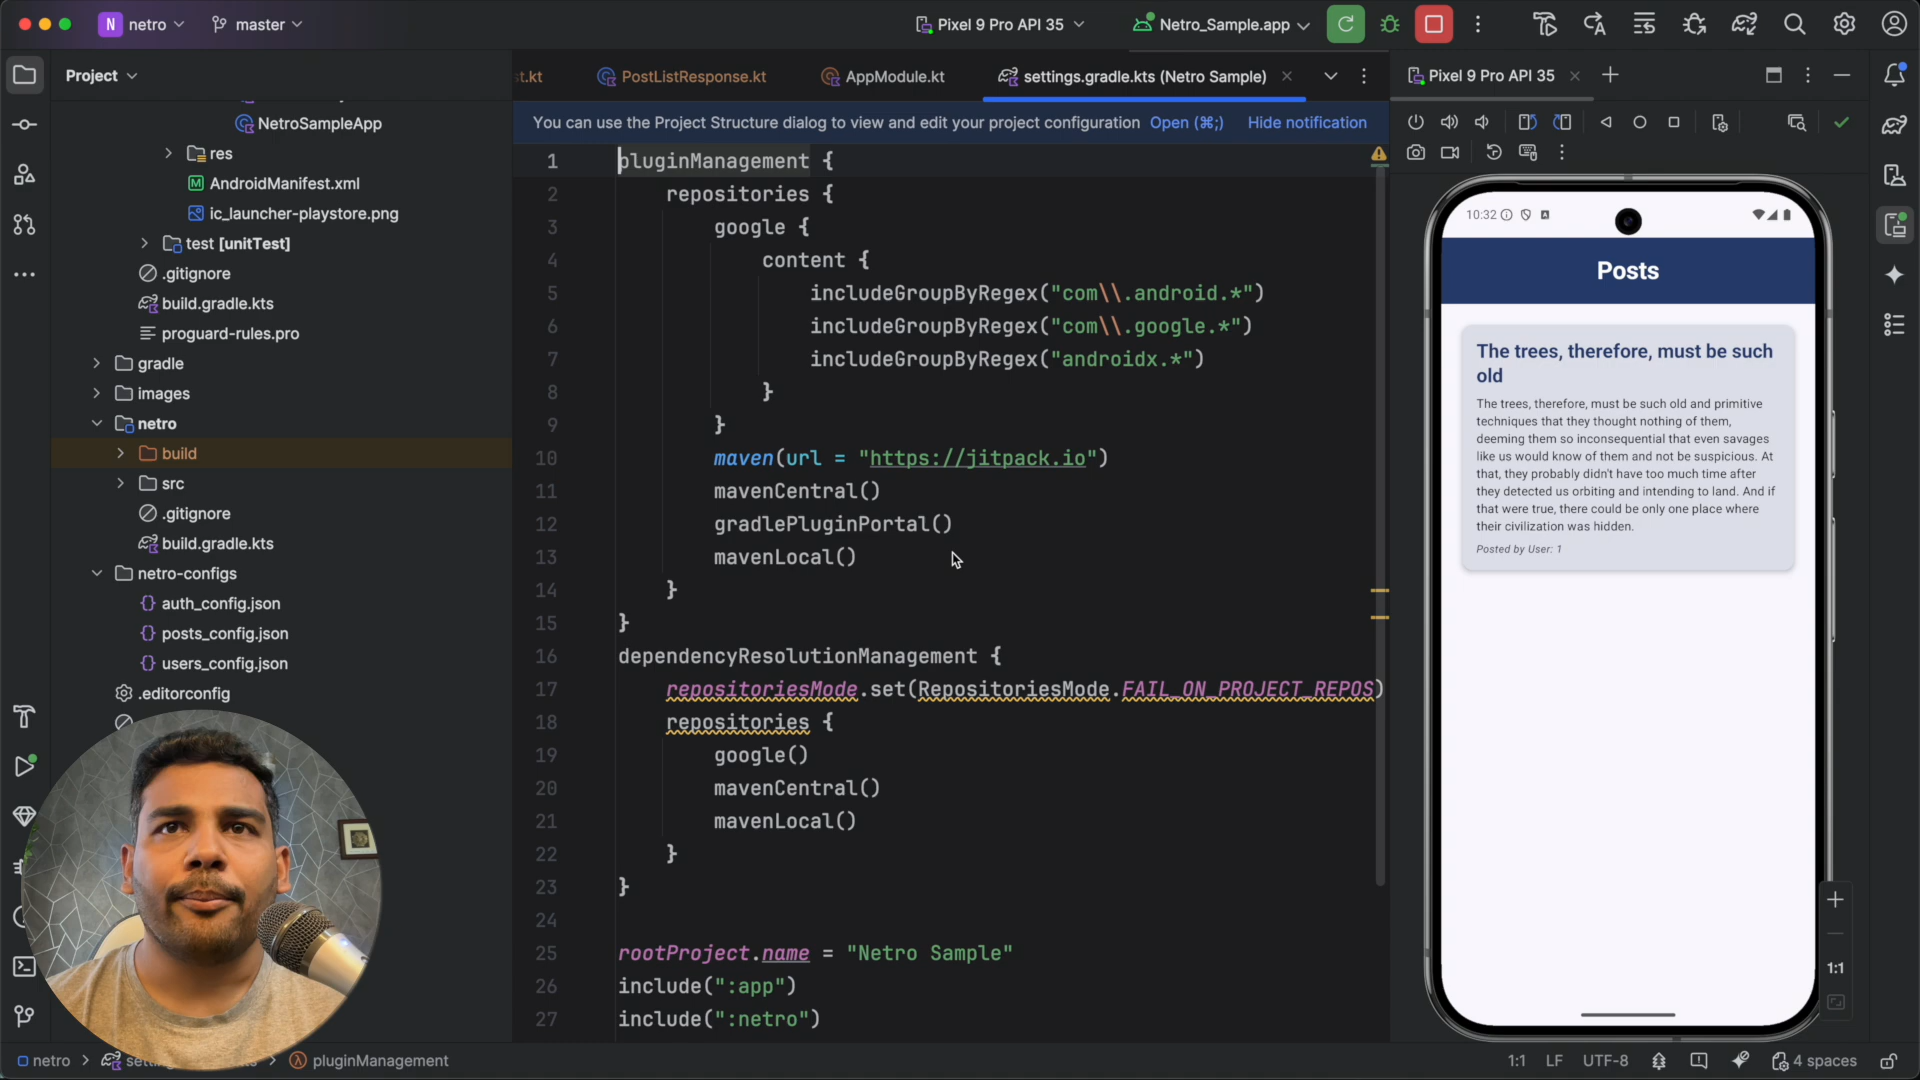 N netro master
Pixel 9 Pro API 35 Netro_Sample.app
Project
st.kt PostListResponse.kt AppModule.kt settings.gradle.kts (Netro Sample)
Pixel 9 Pro API 35
You can use the Project Structure dialog to view and edit your project configuration Open (⌘;) Hide notification
NetroSampleApp
res
AndroidManifest.xml
ic_launcher-playstore.png
test [unitTest]
.gitignore
build.gradle.kts
proguard-rules.pro
gradle
images
netro
build
src
.gitignore
build.gradle.kts
netro-configs
auth_config.json
posts_config.json
users_config.json
.editorconfig
1 pluginManagement {
2 repositories {
3 google {
4 content {
5 includeGroupByRegex("com\\.android.*")
6 includeGroupByRegex("com\\.google.*")
7 includeGroupByRegex("androidx.*")
8 }
9 }
10 maven(url = "https://jitpack.io")
11 mavenCentral()
12 gradlePluginPortal()
13 mavenLocal()
14 }
15 }
16 dependencyResolutionManagement {
17 repositoriesMode.set(RepositoriesMode.FAIL_ON_PROJECT_REPOS)
18 repositories {
19 google()
20 mavenCentral()
21 mavenLocal()
22 }
23 }
24
25 rootProject.name = "Netro Sample"
26 include(":app")
27 include(":netro")
10:32
Posts
The trees, therefore, must be such
old
The trees, therefore, must be such old and primitive
techniques that they thought nothing of them,
deeming them so inconsequential that even savages
like us would know of them and not be suspicious. At
that, they probably didn't have too much time after
they detected us orbiting and intending to land. And if
that were true, there could be only one place where
their civilization was hidden.
Posted by User: 1
1:1
netro pluginManagement
1:1 LF UTF-8 4 spaces